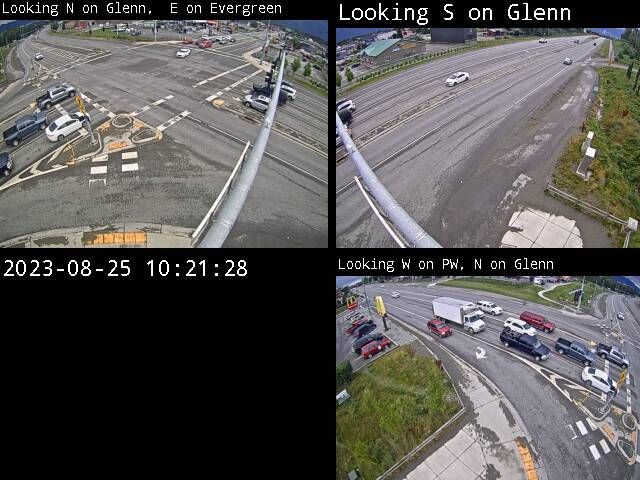 Looking N on Glenn,  E on Evergreen
Looking S on Glenn
2023-08-25 10:21:28
Looking W on PW, N on Glenn